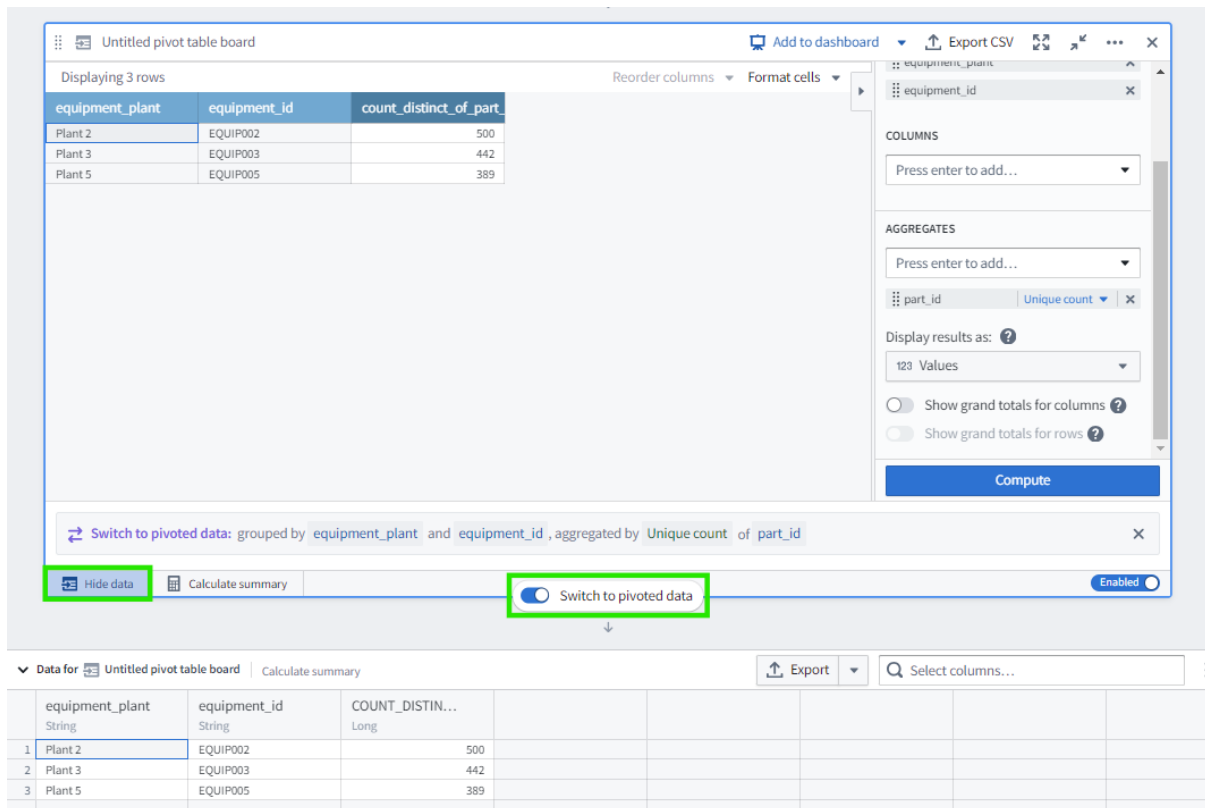 Untitled pivot table board
Add to dashboard Export CSV
Displaying 3 rows Reorder columns Format cells
equipment_plant equipment_id count_distinct_of_part_
Plant 2 EQUIP002 500
Plant 3 EQUIP003 442
Plant 5 EQUIP005 389
equipment_plant
equipment_id
COLUMNS
Press enter to add...
AGGREGATES
Press enter to add...
part_id Unique count
Display results as: ?
123 Values
Show grand totals for columns ?
Show grand totals for rows ?
Compute
Switch to pivoted data: grouped by equipment_plant and equipment_id , aggregated by Unique count of part_id
Hide data Calculate summary Enabled
Switch to pivoted data
Data for Untitled pivot table board Calculate summary Export Select columns...
equipment_plant equipment_id COUNT_DISTIN...
String String Long
1 Plant 2 EQUIP002 500
2 Plant 3 EQUIP003 442
3 Plant 5 EQUIP005 389